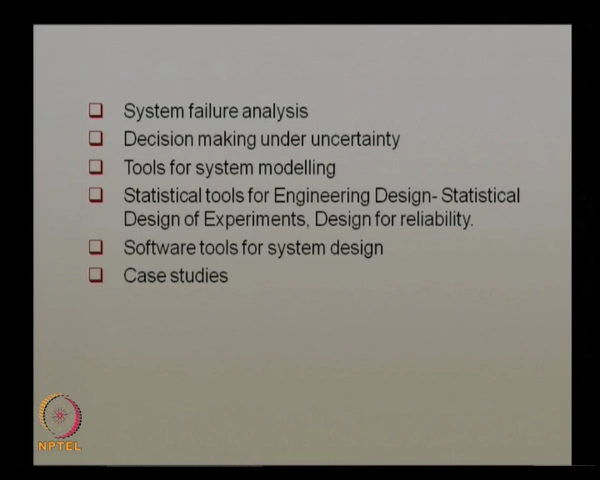 System failure analysis
Decision making under uncertainty
Tools for system modelling
Statistical tools for Engineering Design- Statistical
Design of Experiments, Design for reliability.
Software tools for system design
Case studies
NPTEL